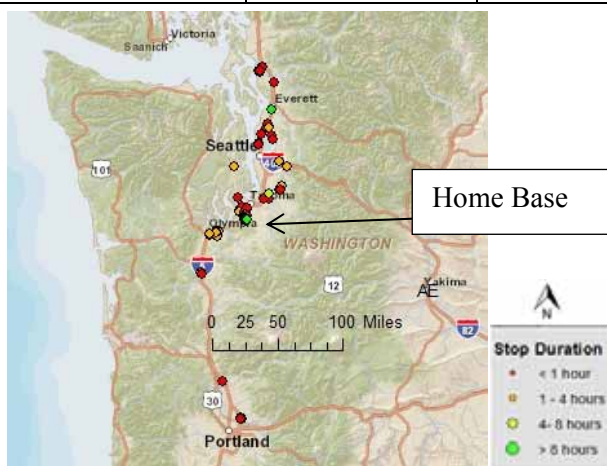 Victoria
Saanich
Everett
Seattle
101
Tacoma
Home Base
Olympia
WASHINGTON
Yakima
AE
12
82
0 25 50 100 Miles
N
Stop Duration
< 1 hour
1 - 4 hours
4- 8 hours
> 8 hours
30
Portland